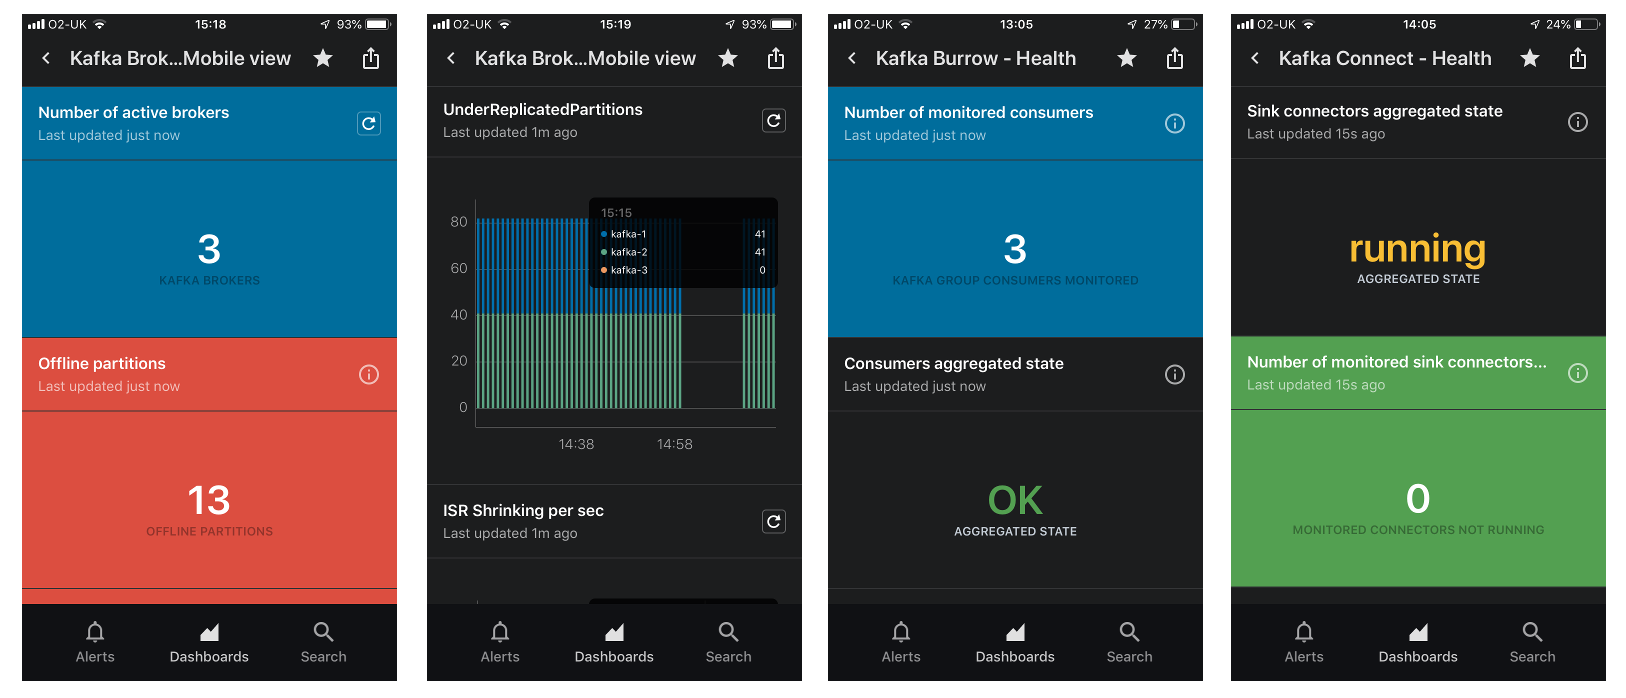 O2-UK 15:18 93%
Kafka Brok...Mobile view
Number of active brokers
Last updated just now
3
KAFKA BROKERS
Offline partitions
Last updated just now
13
OFFLINE PARTITIONS
Alerts Dashboards Search
O2-UK 15:19 93%
Kafka Brok...Mobile view
UnderReplicatedPartitions
Last updated 1m ago
80
60
40
20
0
15:15
kafka-1 41
kafka-2 41
kafka-3 0
14:38 14:58
ISR Shrinking per sec
Last updated 1m ago
Alerts Dashboards Search
O2-UK 13:05 27%
Kafka Burrow - Health
Number of monitored consumers
Last updated just now
3
KAFKA GROUP CONSUMERS MONITORED
Consumers aggregated state
Last updated just now
OK
AGGREGATED STATE
Alerts Dashboards Search
O2-UK 14:05 24%
Kafka Connect - Health
Sink connectors aggregated state
Last updated 15s ago
running
AGGREGATED STATE
Number of monitored sink connectors...
Last updated 15s ago
0
MONITORED CONNECTORS NOT RUNNING
Alerts Dashboards Search